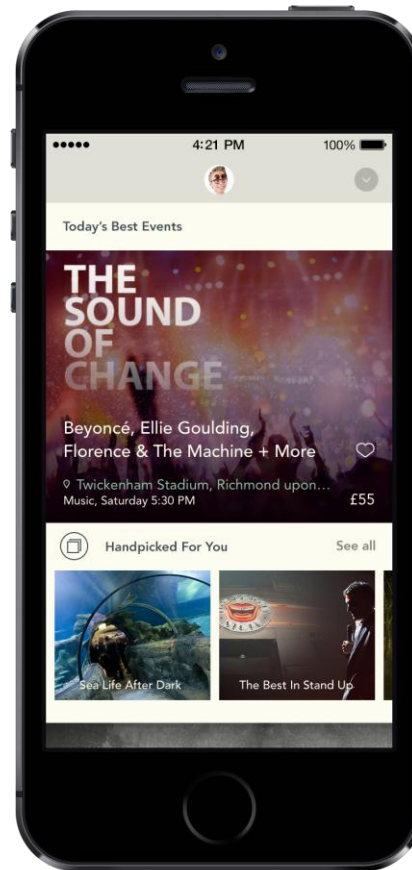 4:21 PM
100%
Today's Best Events
THE
SOUND
OF
CHANGE
Beyoncé, Ellie Goulding,
Florence & The Machine + More
Twickenham Stadium, Richmond upon...
Music, Saturday 5:30 PM
£55
Handpicked For You
See all
Sea Life After Dark
The Best In Stand Up